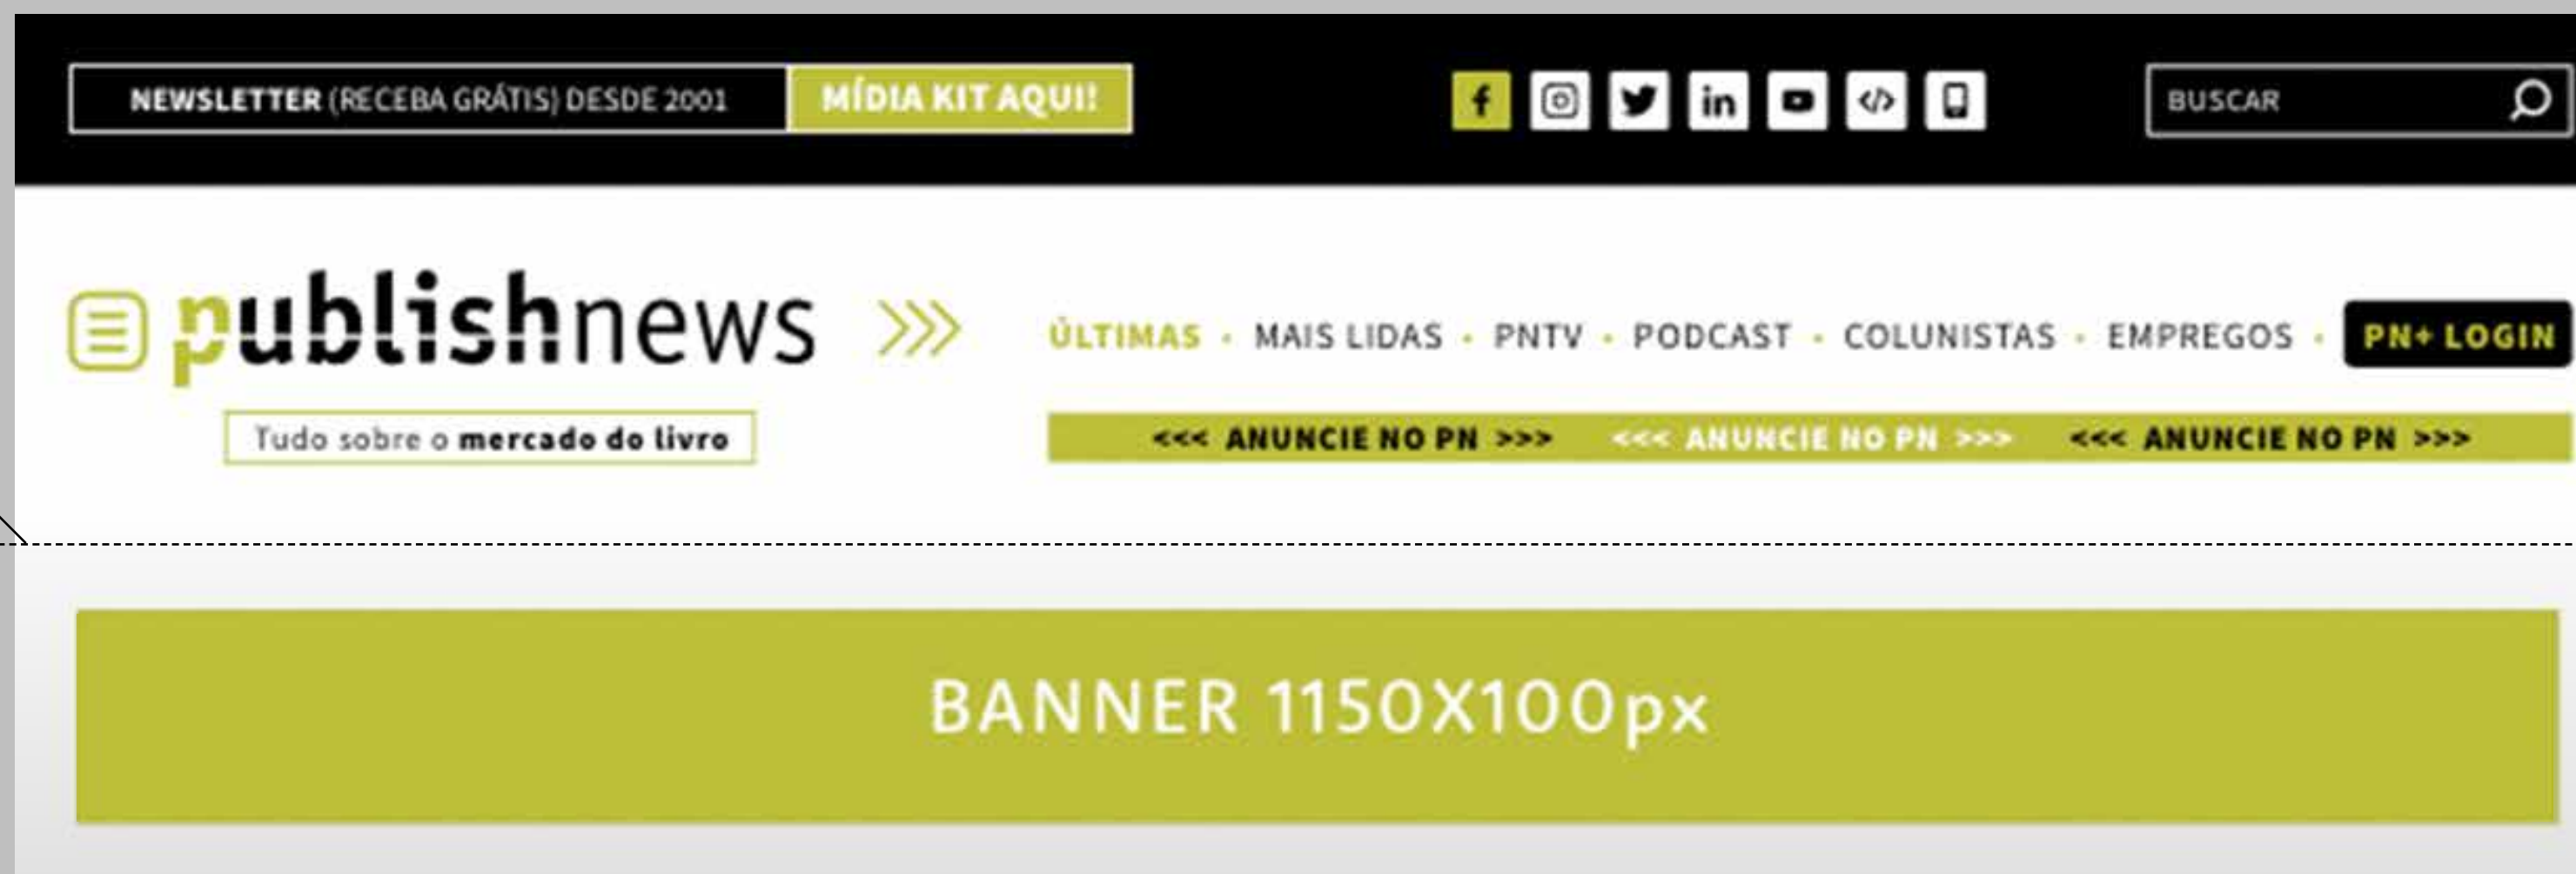 NEWSLETTER (RECEBA GRÁTIS) DESDE 2001
MÍDIA KIT AQUI!
f
in
</>
BUSCAR
publishnews
ÚLTIMAS • MAIS LIDAS • PNTV • PODCAST • COLUNISTAS • EMPREGOS • PN+ LOGIN
Tudo sobre o mercado do livro
<<< ANUNCIE NO PN >>> <<< ANUNCIE NO PN >>> <<< ANUNCIE NO PN >>>
BANNER 1150X100px